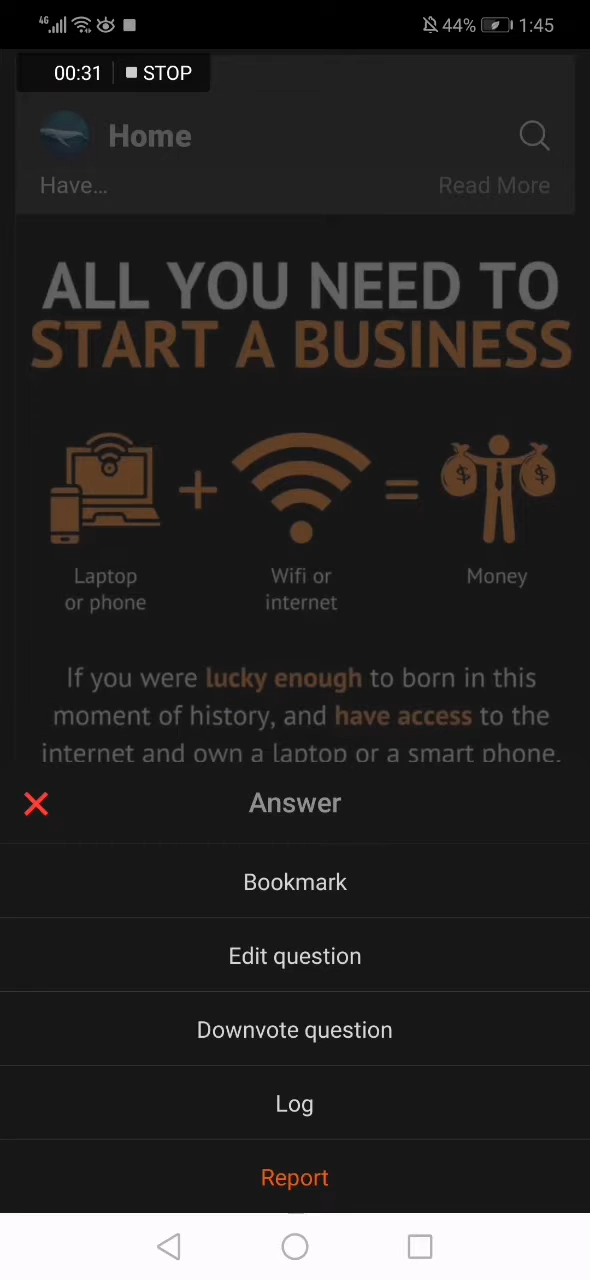 4G 44% 1:45
00:31 STOP
Home
Have... Read More
ALL YOU NEED TO
START A BUSINESS
$ $
Laptop
or phone
Wifi or
internet
Money
If you were lucky enough to born in this
moment of history, and have access to the
internet and own a laptop or a smart phone.
Answer
Bookmark
Edit question
Downvote question
Log
Report